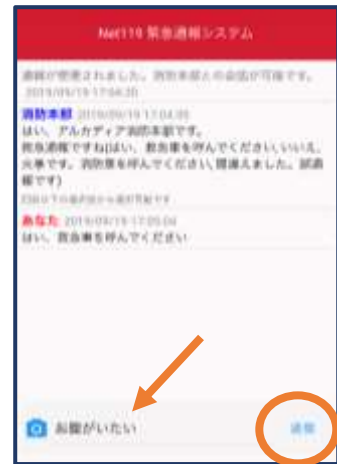 Net119 緊急通報システム
通報が受理されました。消防本部との会話が可能です。
2019/09/19 17:04:20
消防本部 2019/09/19 17:04:39
はい、アルカディア消防本部です。
救急通報ですね(はい、救急車を呼んでください,いいえ、
火事です。消防車を呼んでください,間違えました。試通
報です)
あなた 2019/09/19 17:05:04
はい、救急車を呼んでください
お腹がいたい
送信